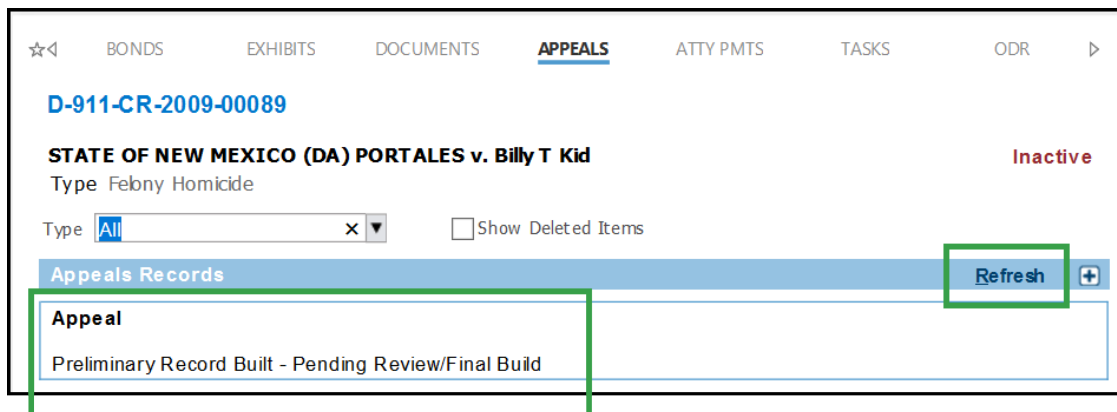 BONDS EXHIBITS DOCUMENTS APPEALS ATTY PMTS TASKS ODR
D-911-CR-2009-00089
STATE OF NEW MEXICO (DA) PORTALES v. Billy T Kid Inactive
Type Felony Homicide
Type All Show Deleted Items
Appeals Records Refresh
Appeal
Preliminary Record Built - Pending Review/Final Build